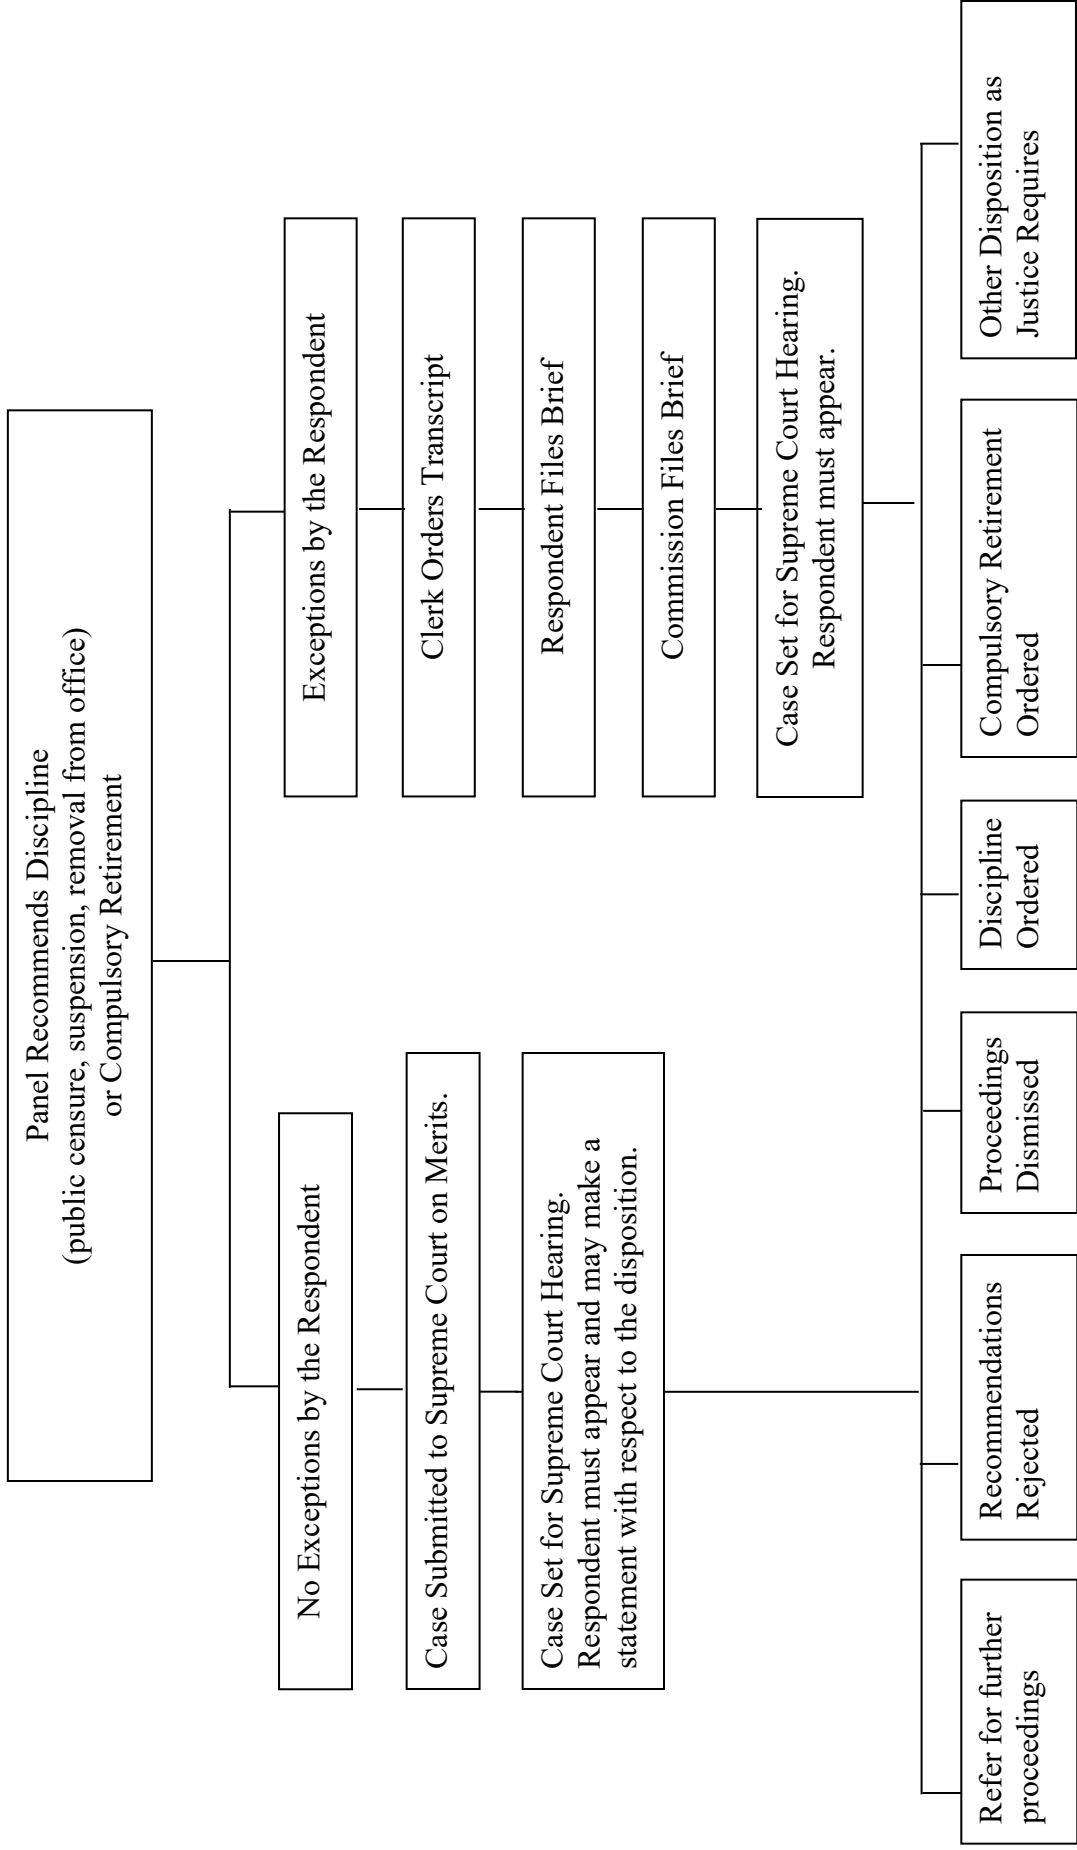 Panel Recommends Discipline
(public censure, suspension, removal from office)
or Compulsory Retirement
No Exceptions by the Respondent
Case Submitted to Supreme Court on Merits.
Case Set for Supreme Court Hearing.
Respondent must appear and may make a
statement with respect to the disposition.
Exceptions by the Respondent
Clerk Orders Transcript
Respondent Files Brief
Commission Files Brief
Case Set for Supreme Court Hearing.
Respondent must appear.
Refer for further
proceedings
Recommendations
Rejected
Proceedings
Dismissed
Discipline
Ordered
Compulsory Retirement
Ordered
Other Disposition as
Justice Requires